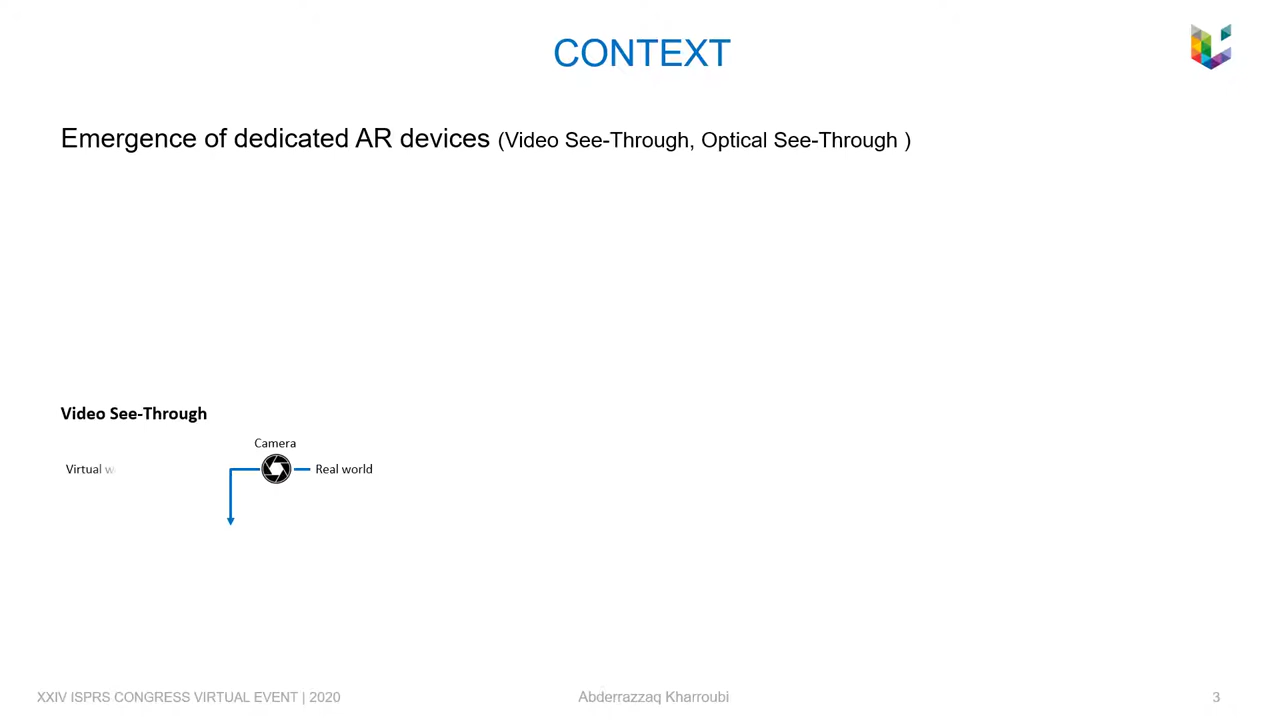 CONTEXT
Emergence of dedicated AR devices (Video See-Through, Optical See-Through )
Video See-Through
Camera
Virtual Real world
XXIV ISPRS CONGRESS VIRTUAL EVENT | 2020 Abderrazzaq Kharroubi 3